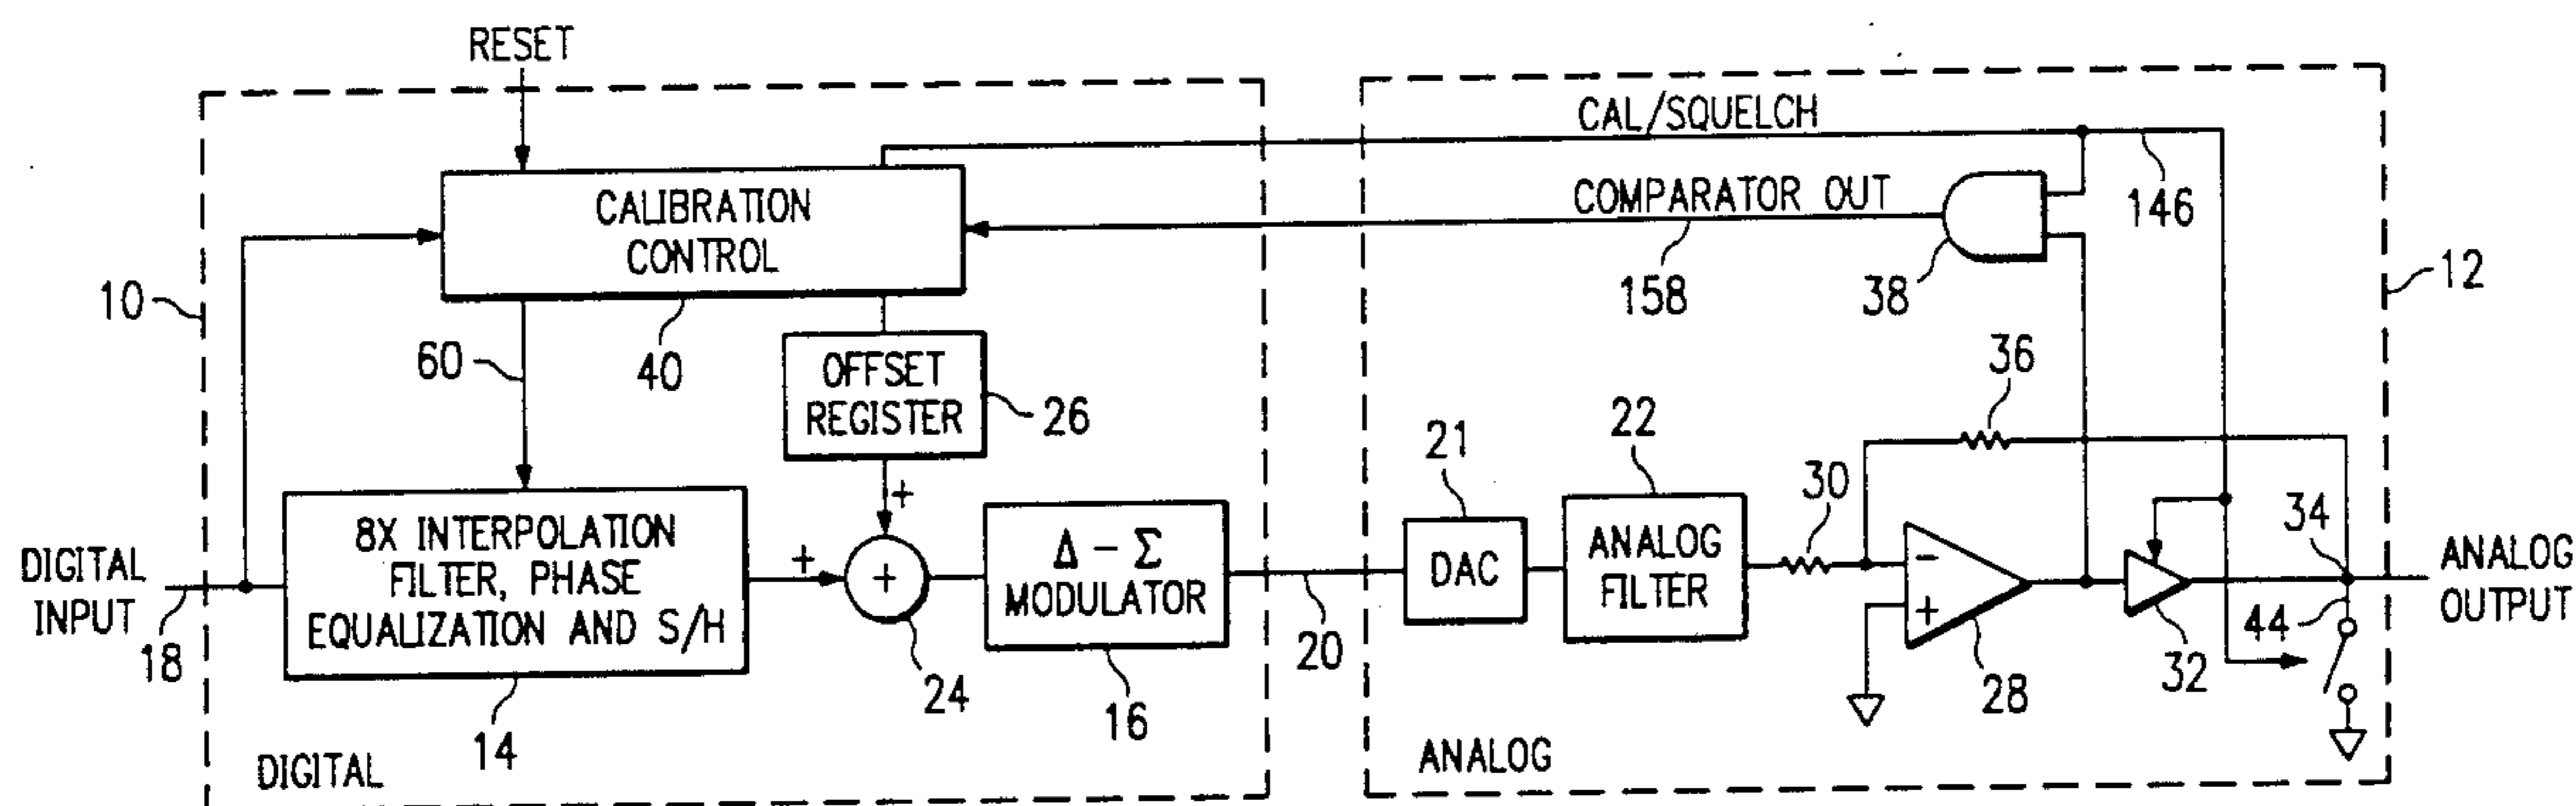 RESET
CAL/SQUELCH
CALIBRATION
CONTROL
COMPARATOR OUT
146
158
38
10
12
60
40
OFFSET
REGISTER
26
36
21
22
30
34
DIGITAL
INPUT
18
8X INTERPOLATION
FILTER, PHASE
EQUALIZATION AND S/H
14
+
+
+
24
Δ - Σ
MODULATOR
16
20
DAC
ANALOG
FILTER
-
+
28
32
44
ANALOG
OUTPUT
DIGITAL
ANALOG